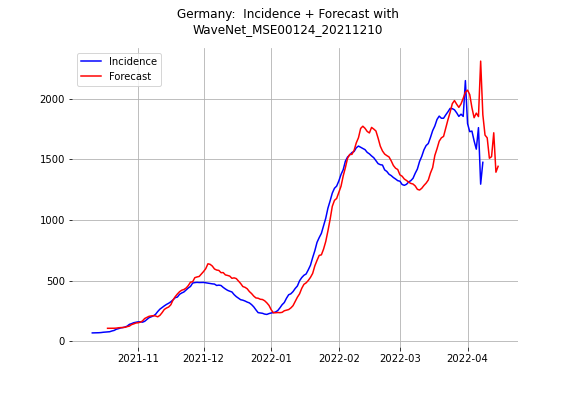 Germany:  Incidence + Forecast with
WaveNet_MSE00124_20211210
Incidence
Forecast
2000
1500
1000
500
0
2021-11 2021-12 2022-01 2022-02 2022-03 2022-04